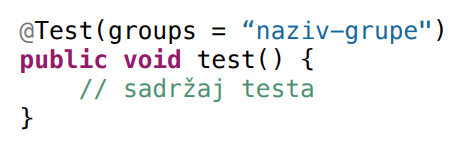 @Test(groups = “naziv-grupe")
public void test() {
    // sadržaj testa
}